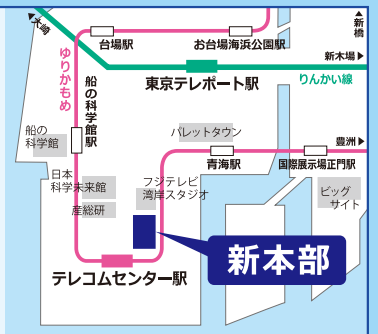 ▲大崎
▲新橋
台場駅
お台場海浜公園駅
新木場▶
ゆりかもめ
東京テレポート駅
りんかい線
船の科学館駅
船の
科学館
パレットタウン
豊洲▶
青海駅
国際展示場正門駅
日本
科学未来館
フジテレビ
湾岸スタジオ
ビッグ
サイト
産総研
新本部
テレコムセンター駅